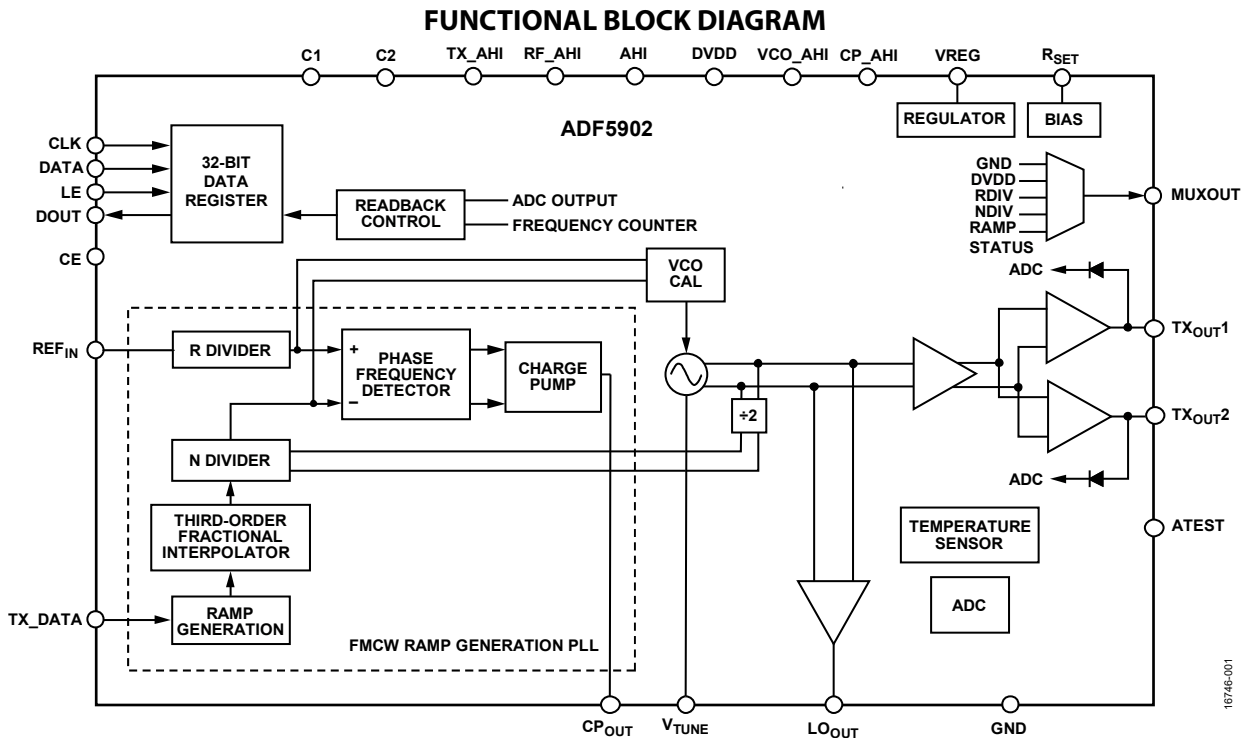 FUNCTIONAL BLOCK DIAGRAM
C1
C2
TX_AHI
RF_AHI
AHI
DVDD
VCO_AHI
CP_AHI
VREG
RSET
ADF5902
REGULATOR
BIAS
CLK
DATA
LE
DOUT
CE
32-BIT
DATA
REGISTER
READBACK
CONTROL
ADC OUTPUT
FREQUENCY COUNTER
GND
DVDD
RDIV
NDIV
RAMP
STATUS
MUXOUT
VCO
CAL
ADC
REFIN
R DIVIDER
+
−
PHASE
FREQUENCY
DETECTOR
CHARGE
PUMP
TXOUT1
÷2
TXOUT2
N DIVIDER
ADC
THIRD-ORDER
FRACTIONAL
INTERPOLATOR
TEMPERATURE
SENSOR
ATEST
TX_DATA
RAMP
GENERATION
ADC
FMCW RAMP GENERATION PLL
CPOUT
VTUNE
LOOUT
GND
16746-001